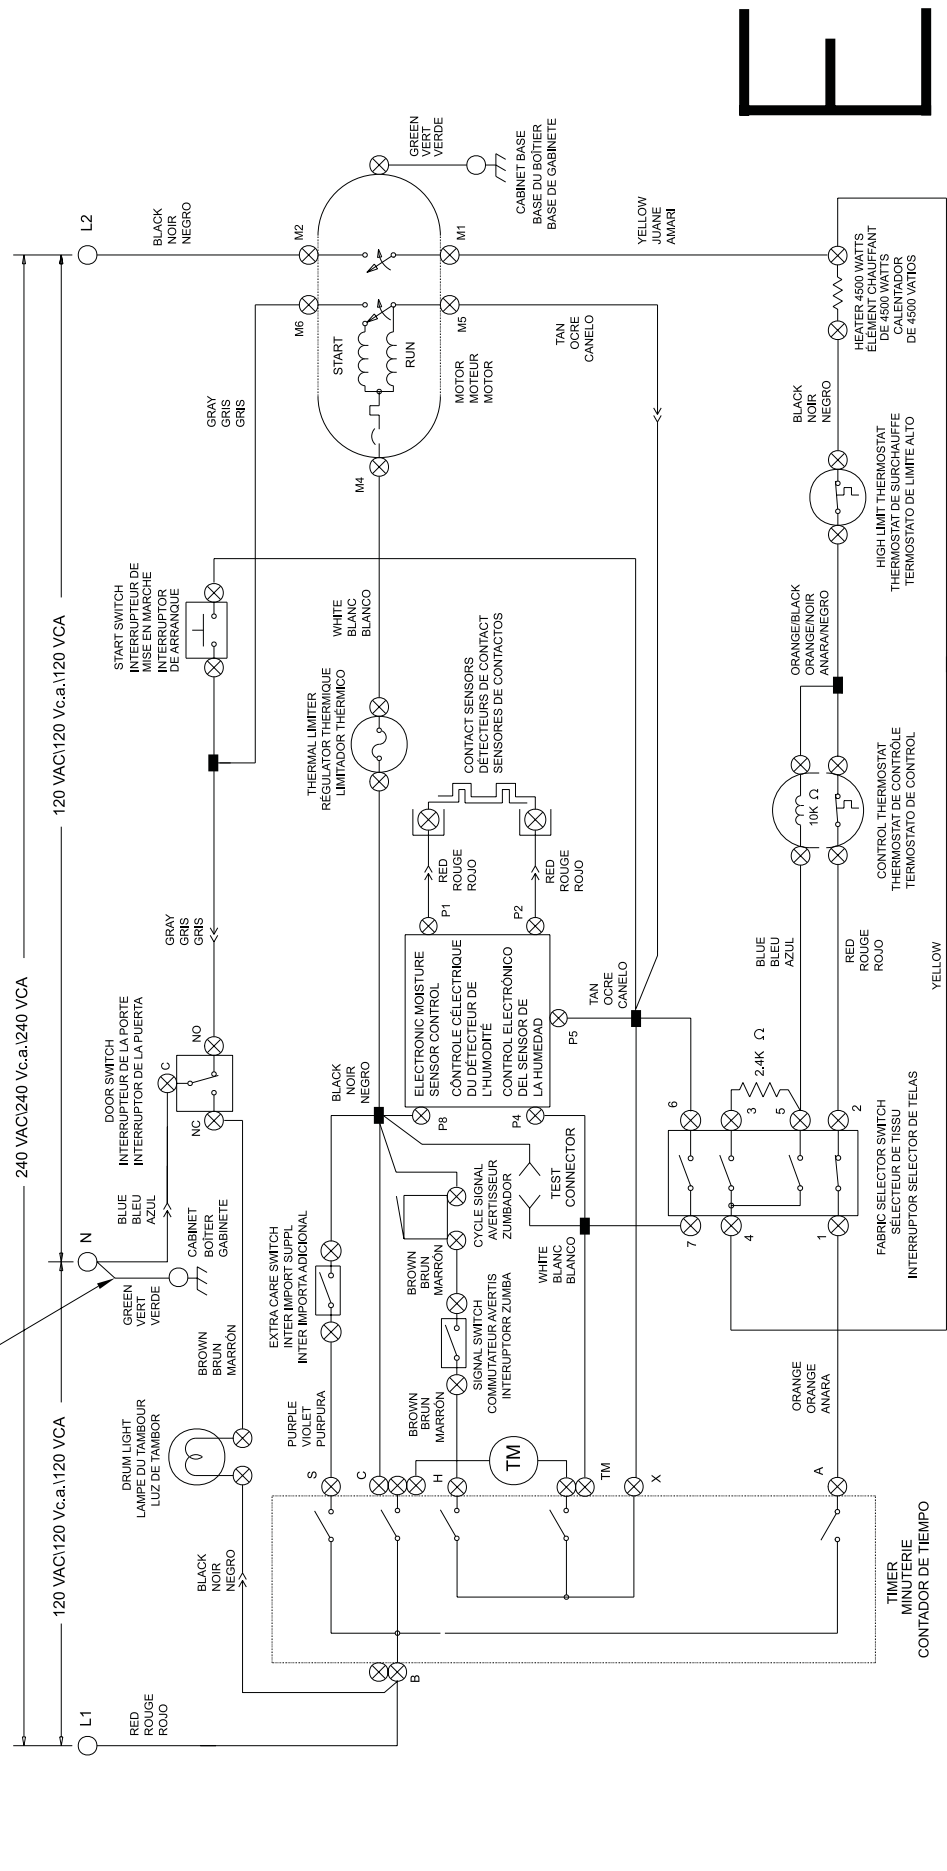 240 VAC\240 Vc.a.\240 VCA
120 VAC\120 Vc.a.\120 VCA
120 VAC\120 Vc.a.\120 VCA
L1
N
L2
RED
ROUGE
ROJO
BLACK
NOIR
NEGRO
GREEN
VERT
VERDE
CABINET
BOÎTER
GABINETE
BLUE
BLEU
AZUL
DOOR SWITCH
INTERRUPTEUR DE LA PORTE
INTERRUPTOR DE LA PUERTA
C
NC
NO
GRAY
GRIS
GRIS
START SWITCH
INTERRUPTEUR DE
MISE EN MARCHE
INTERRUPTOR
DE ARRANQUE
GRAY
GRIS
GRIS
DRUM LIGHT
LAMPE DU TAMBOUR
LUZ DE TAMBOR
BROWN
BRUN
MARRÓN
BLACK
NOIR
NEGRO
M6
M2
START
RUN
M4
M5
M1
MOTOR
MOTEUR
MOTOR
GREEN
VERT
VERDE
CABINET BASE
BASE DU BOÎTIER
BASE DE GABINETE
WHITE
BLANC
BLANCO
THERMAL LIMITER
RÉGULATOR THERMIQUE
LIMITADOR THÉRMICO
CONTACT SENSORS
DÉTECTEURS DE CONTACT
SENSORES DE CONTACTOS
RED
ROUGE
ROJO
RED
ROUGE
ROJO
P1
P2
P8
P4
P5
ELECTRONIC MOISTURE
SENSOR CONTROL
CÔNTROLE CÉLECTRIQUE
DU DÉTECTEUR DE
L'HUMODITÉ
CONTROL ELECTRÓNICO
DEL SENSOR DE
LA HUMEDAD
BLACK
NOIR
NEGRO
EXTRA CARE SWITCH
INTER IMPORT SUPPL
INTER IMPORTA ADICIONAL
PURPLE
VIOLET
PURPURA
CYCLE SIGNAL
AVERTISSEUR
ZUMBADOR
BROWN
BRUN
MARRÓN
SIGNAL SWITCH
COMMUTATEUR AVERTIS
INTERUPTORR ZUMBA
BROWN
BRUN
MARRÓN
TEST
CONNECTOR
WHITE
BLANC
BLANCO
TAN
OCRE
CANELO
TAN
OCRE
CANELO
YELLOW
JUANE
AMARI
B
S
C
H
TM
TM
X
A
TIMER
MINUTERIE
CONTADOR DE TIEMPO
ORANGE
ORANGE
ANARA
7
4
1
6
3
5
2
2.4K Ω
FABRIC SELECTOR SWITCH
SÉLECTEUR DE TISSU
INTERRUPTOR SELECTOR DE TELAS
BLUE
BLEU
AZUL
RED
ROUGE
ROJO
10K Ω
CONTROL THERMOSTAT
THERMOSTAT DE CONTRÔLE
TERMOSTATO DE CONTROL
ORANGE/BLACK
ORANGE/NOIR
ANARA/NEGRO
HIGH LIMIT THERMOSTAT
THERMOSTAT DE SURCHAUFFE
TERMOSTATO DE LIMITE ALTO
BLACK
NOIR
NEGRO
HEATER 4500 WATTS
ÉLÉMENT CHAUFFANT
DE 4500 WATTS
CALENTADOR
DE 4500 VATIOS
YELLOW
E